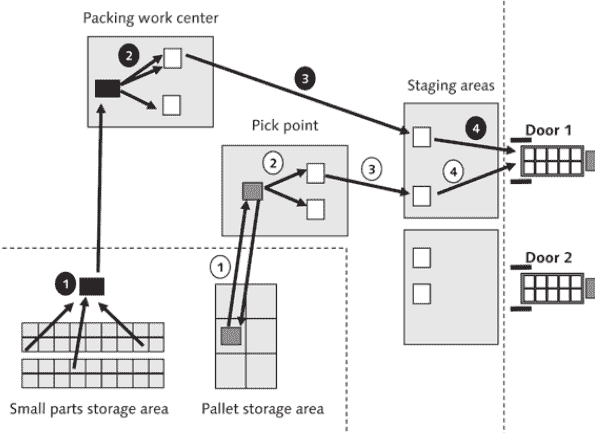 Packing work center
2
3
Staging areas
Pick point
4
Door 1
2
3
4
1
1
Door 2
Small parts storage area
Pallet storage area